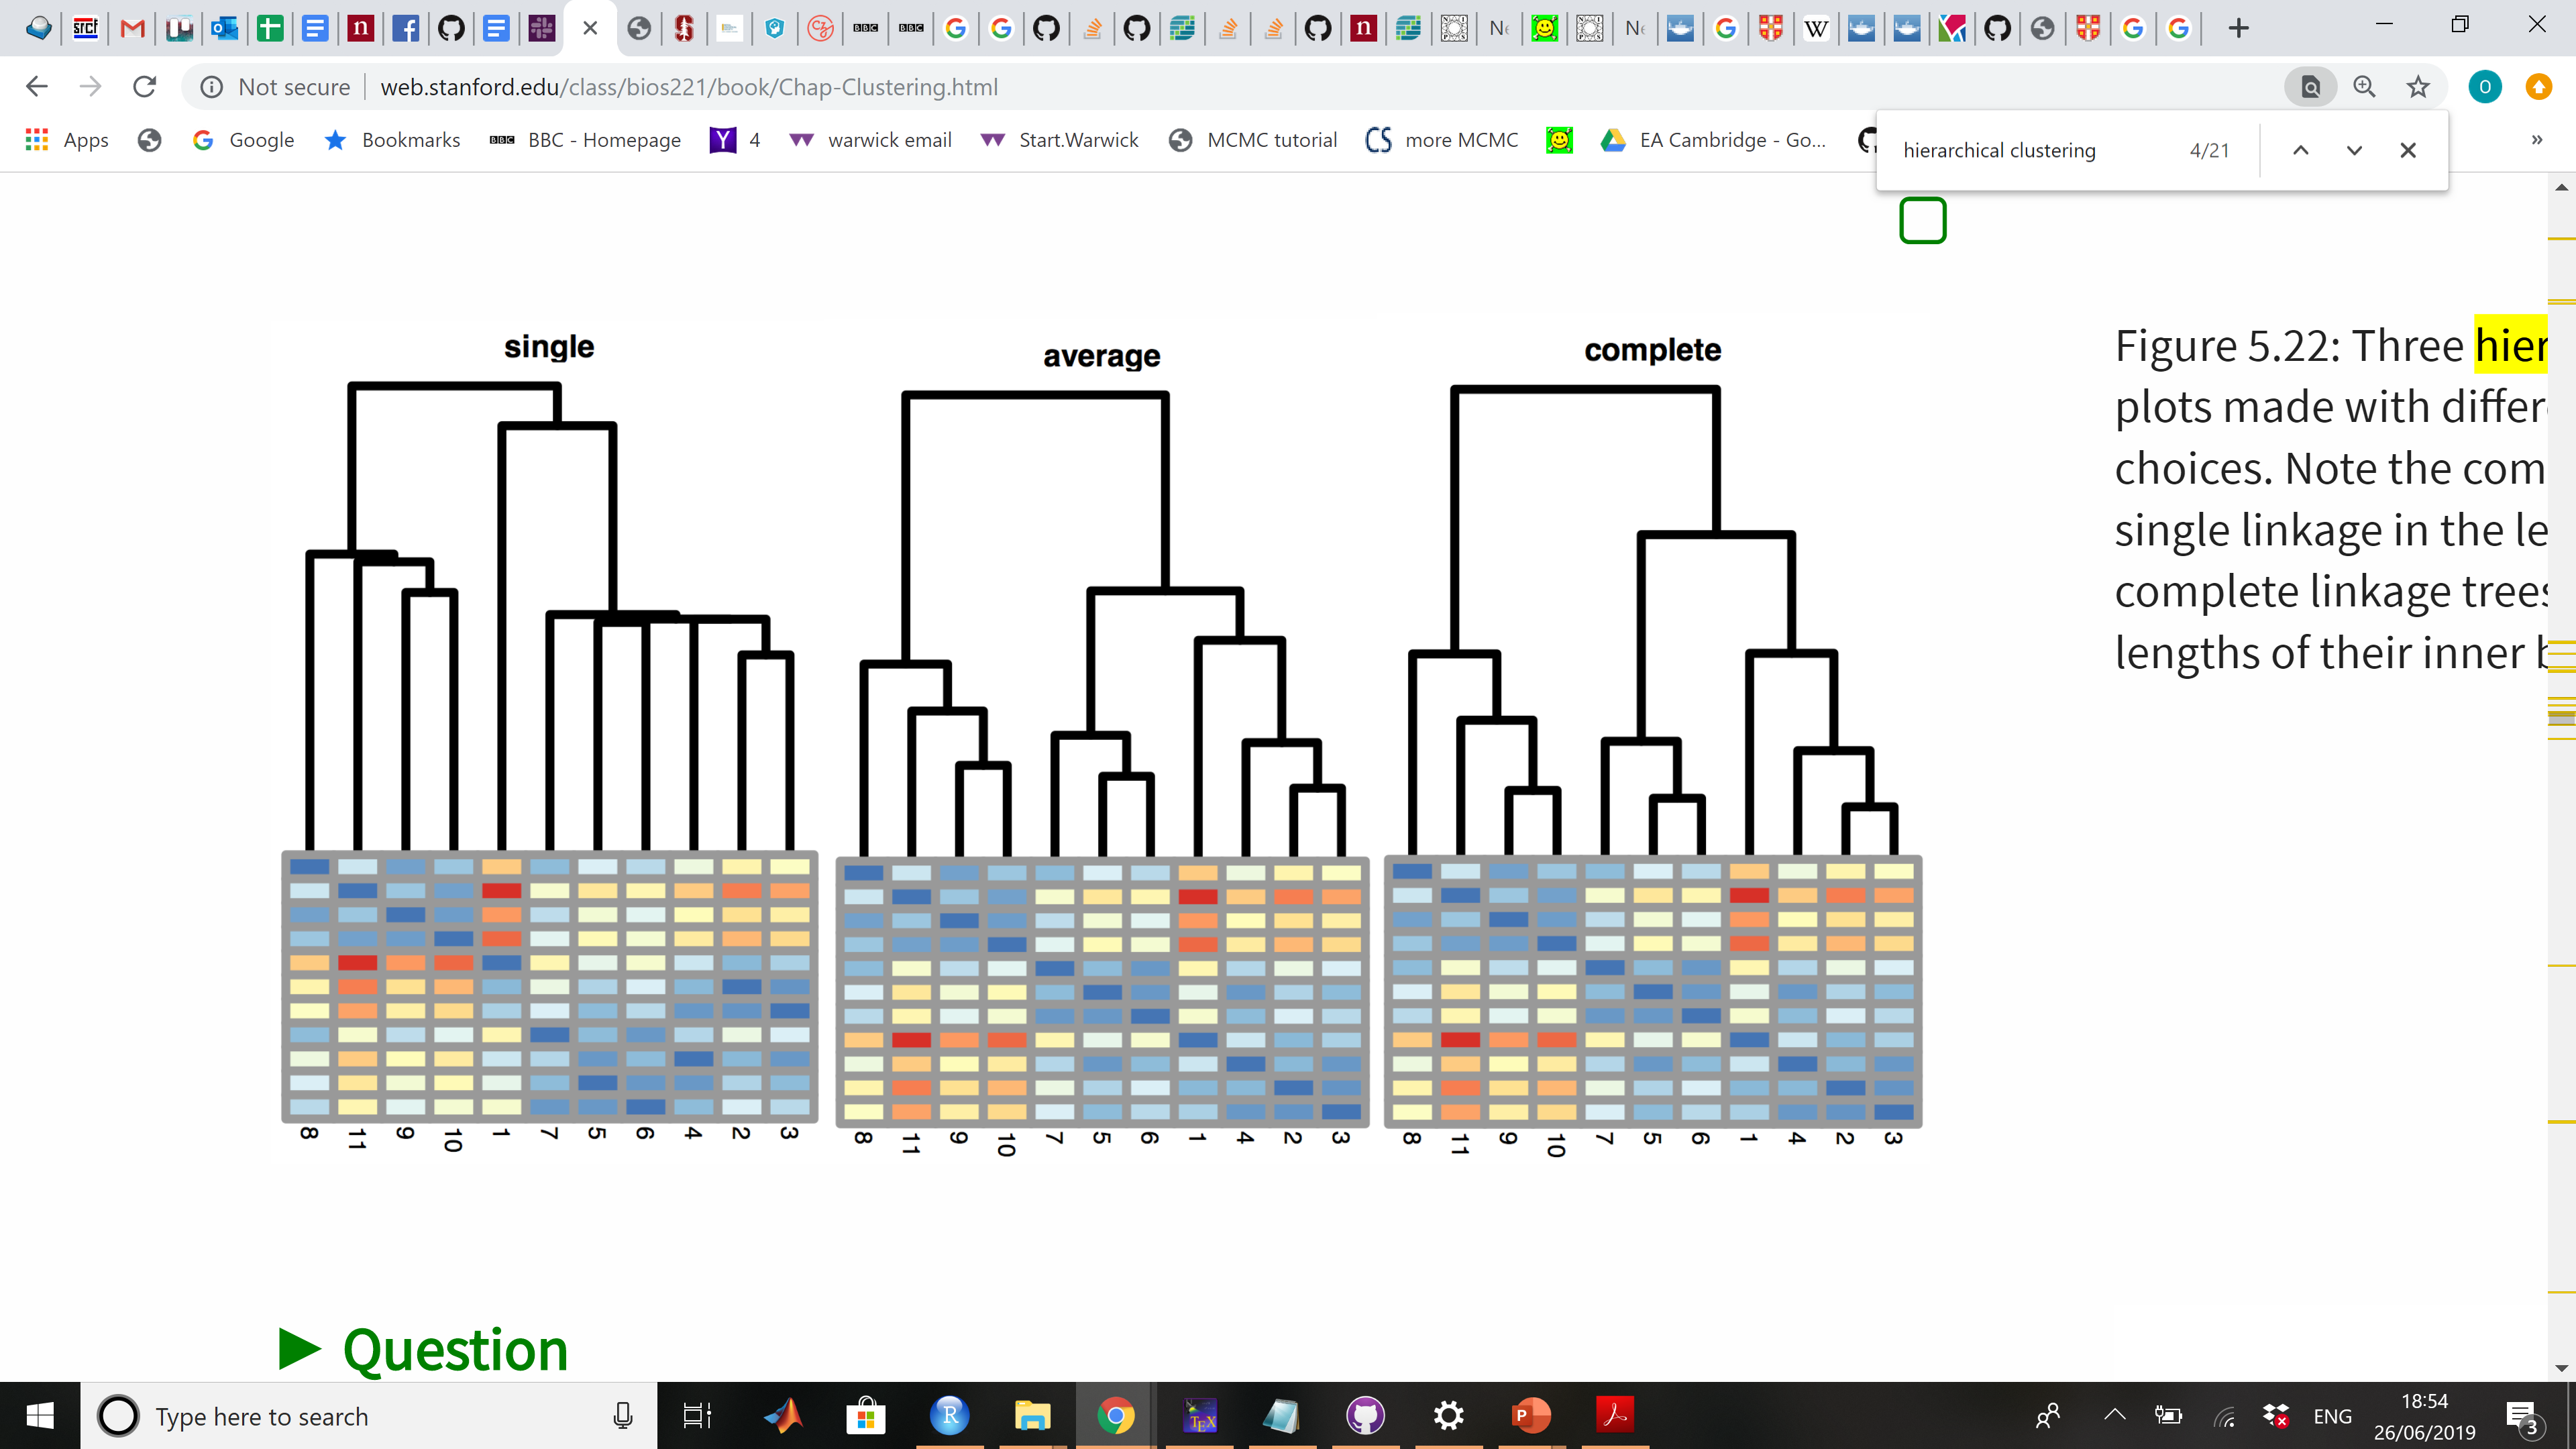 Not secure web.stanford.edu/class/bios221/book/Chap-Clustering.html
Apps Google Bookmarks BBC - Homepage 4 warwick email Start.Warwick MCMC tutorial more MCMC EA Cambridge - Go...
hierarchical clustering 4/21
single average complete
Figure 5.22: Three hier
plots made with differ
choices. Note the com
single linkage in the le
complete linkage trees
lengths of their inner b
8 11 9 10 1 7 5 6 4 2 3
8 11 9 10 7 5 6 1 4 2 3
8 11 9 10 7 5 6 1 4 2 3
Question
Type here to search
ENG
18:54
26/06/2019
3